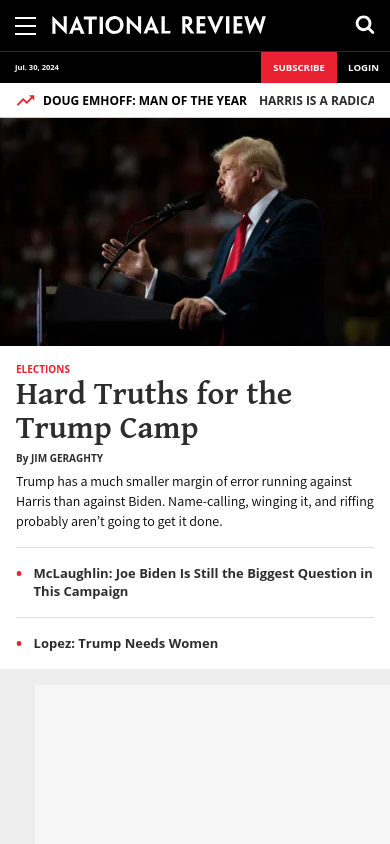 NATIONAL REVIEW
Jul. 30, 2024
SUBSCRIBE
LOGIN
DOUG EMHOFF: MAN OF THE YEAR
HARRIS IS A RADICA
ELECTIONS
Hard Truths for the
Trump Camp
By JIM GERAGHTY
Trump has a much smaller margin of error running against
Harris than against Biden. Name-calling, winging it, and riffing
probably aren’t going to get it done.
• McLaughlin: Joe Biden Is Still the Biggest Question in
This Campaign
• Lopez: Trump Needs Women